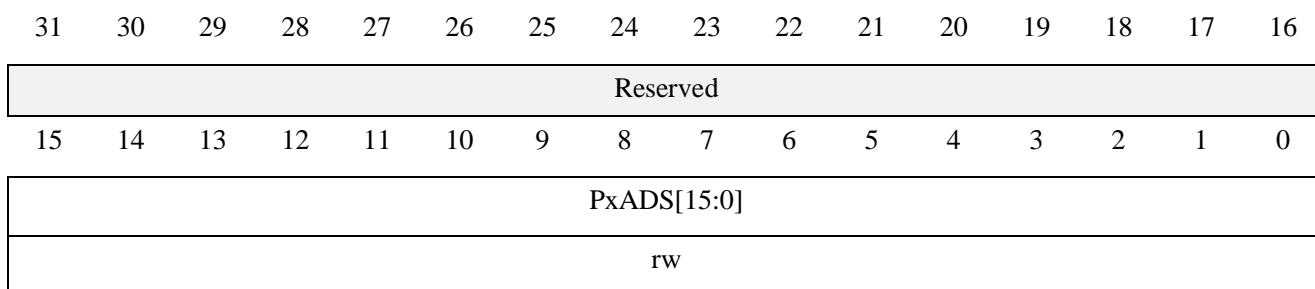 31 30 29 28 27 26 25 24 23 22 21 20 19 18 17 16
Reserved
15 14 13 12 11 10 9 8 7 6 5 4 3 2 1 0
PxADS[15:0]
rw